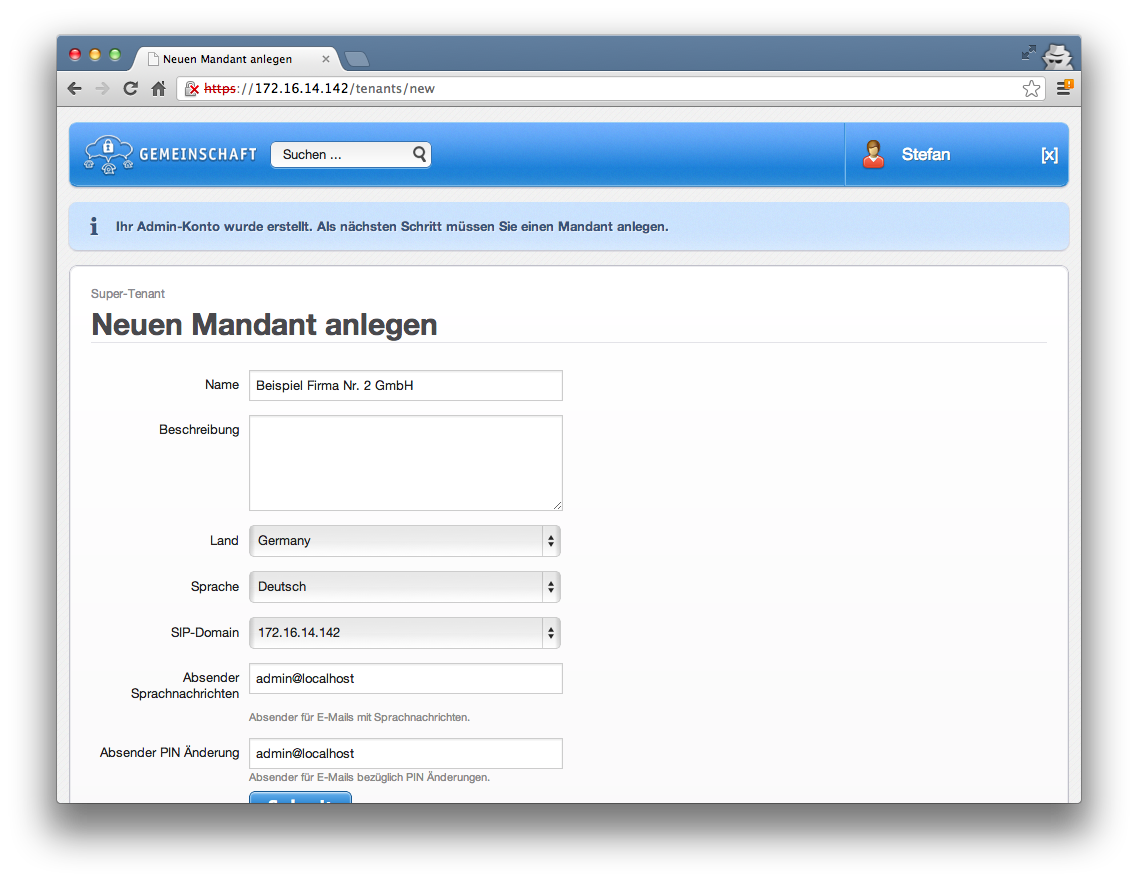 Neuen Mandant anlegen
https://172.16.14.142/tenants/new
GEMEINSCHAFT
Suchen ...
Stefan
[x]
Ihr Admin-Konto wurde erstellt. Als nächsten Schritt müssen Sie einen Mandant anlegen.
Super-Tenant
Neuen Mandant anlegen
Name
Beispiel Firma Nr. 2 GmbH
Beschreibung
Land
Germany
Sprache
Deutsch
SIP-Domain
172.16.14.142
Absender
Sprachnachrichten
admin@localhost
Absender für E-Mails mit Sprachnachrichten.
Absender PIN Änderung
admin@localhost
Absender für E-Mails bezüglich PIN Änderungen.